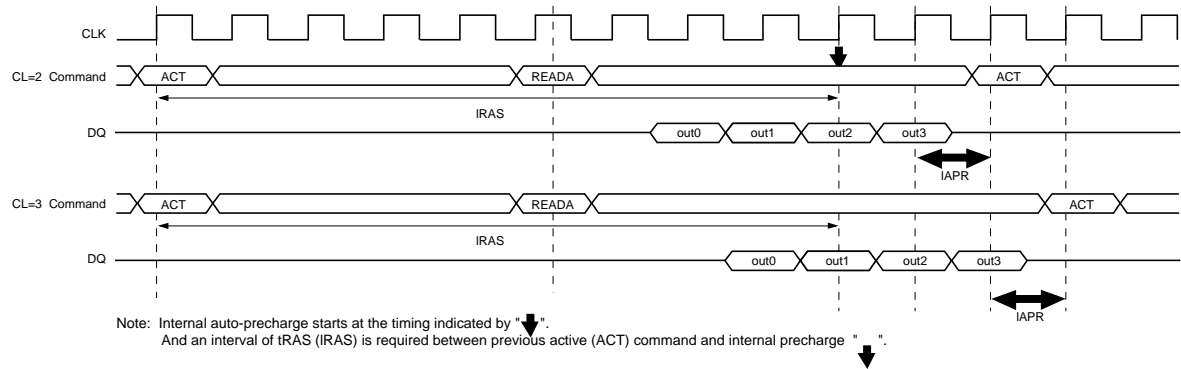 CLK
CL=2 Command
ACT
READA
ACT
lRAS
DQ
out0
out1
out2
out3
lAPR
CL=3 Command
ACT
READA
ACT
lRAS
DQ
out0
out1
out2
out3
lAPR
Note: Internal auto-precharge starts at the timing indicated by " ".
And an interval of tRAS (lRAS) is required between previous active (ACT) command and internal precharge " ".